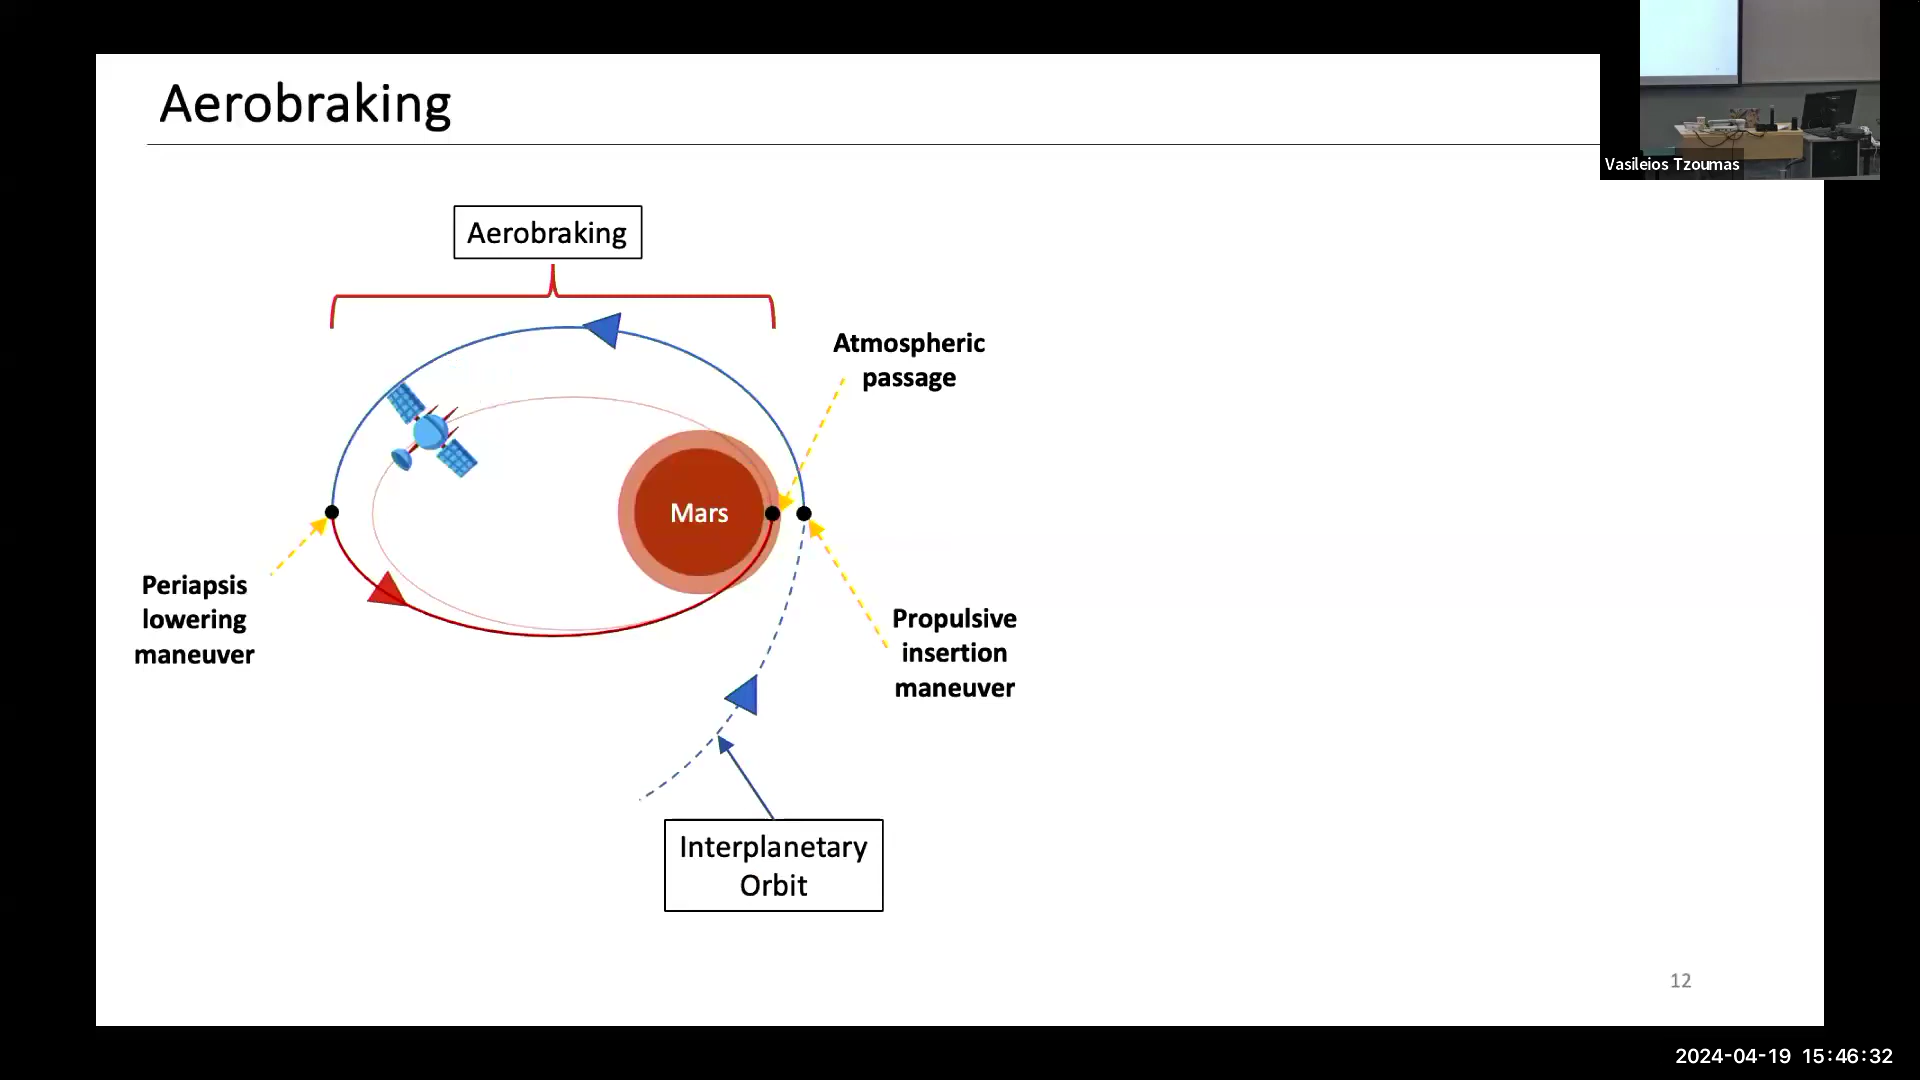 Aerobraking
Vasileios Tzoumas
Aerobraking
Atmospheric
passage
Mars
Periapsis
lowering
maneuver
Propulsive
insertion
maneuver
Interplanetary
Orbit
12
2024-04-19 15:46:32